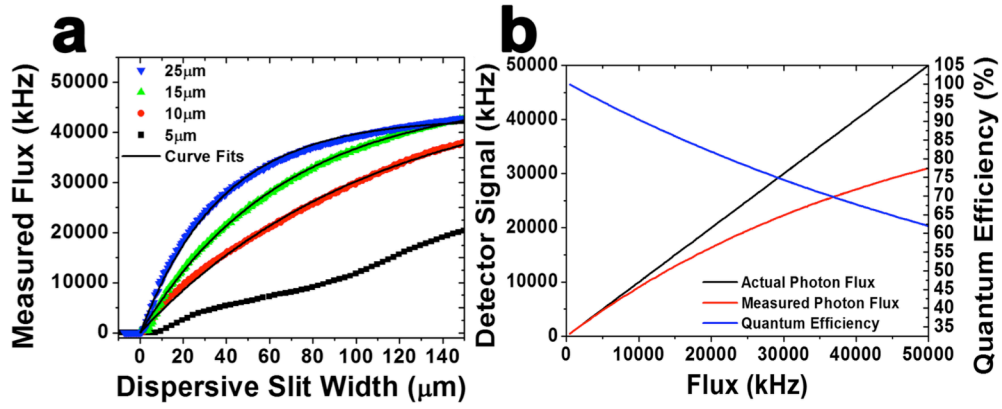 a
Measured Flux (kHz)
50000
40000
30000
20000
10000
0
25μm
15μm
10μm
5μm
Curve Fits
0 20 40 60 80 100 120 140
Dispersive Slit Width (μm)
b
Detector Signal (kHz)
50000
40000
30000
20000
10000
0
Actual Photon Flux
Measured Photon Flux
Quantum Efficiency
0 10000 20000 30000 40000 50000
Flux (kHz)
105
100
95
90
85
80
75
70
65
60
55
50
45
40
35
Quantum Efficiency (%)